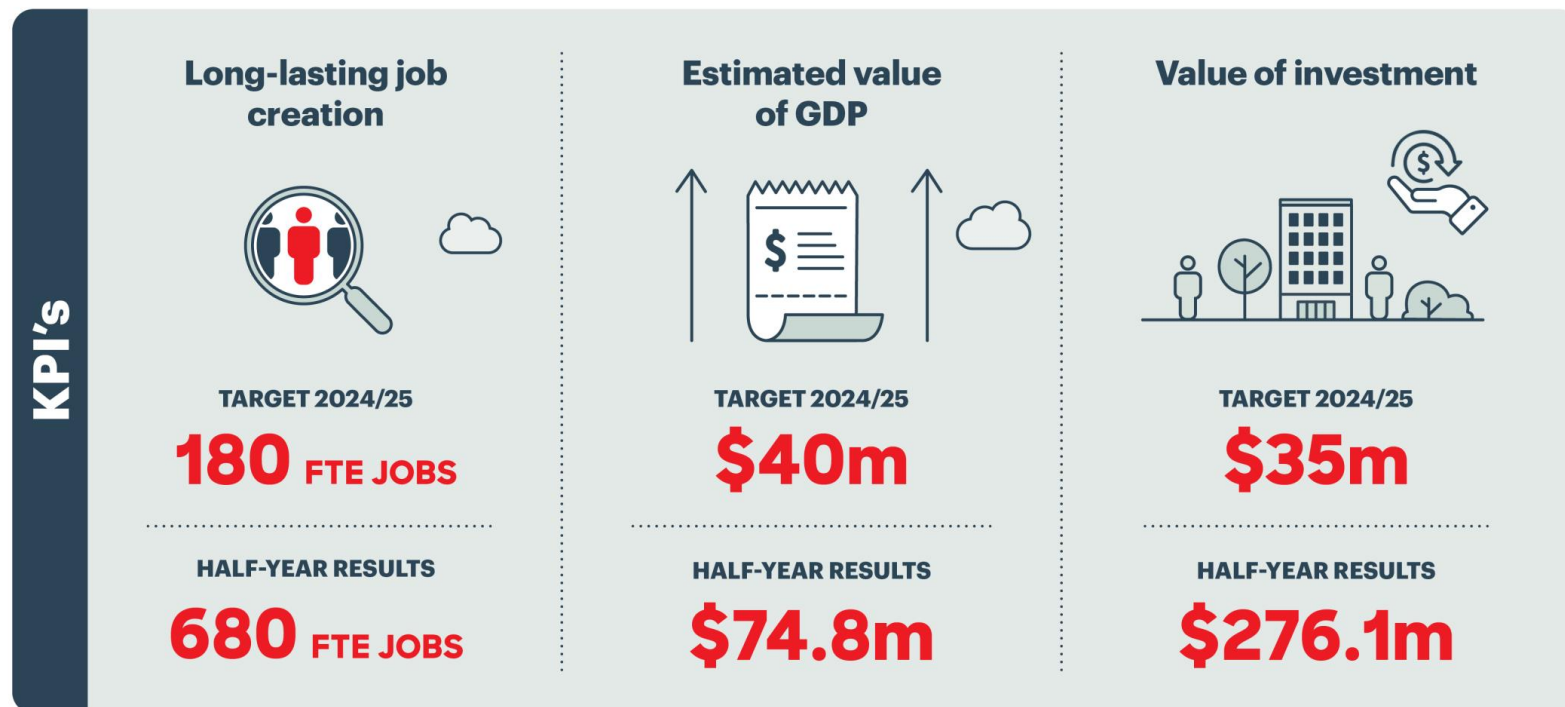 KPI's
Long-lasting job
creation
TARGET 2024/25
180 FTE JOBS
HALF-YEAR RESULTS
680 FTE JOBS
Estimated value
of GDP
$
TARGET 2024/25
$40m
HALF-YEAR RESULTS
$74.8m
Value of investment
$
TARGET 2024/25
$35m
HALF-YEAR RESULTS
$276.1m